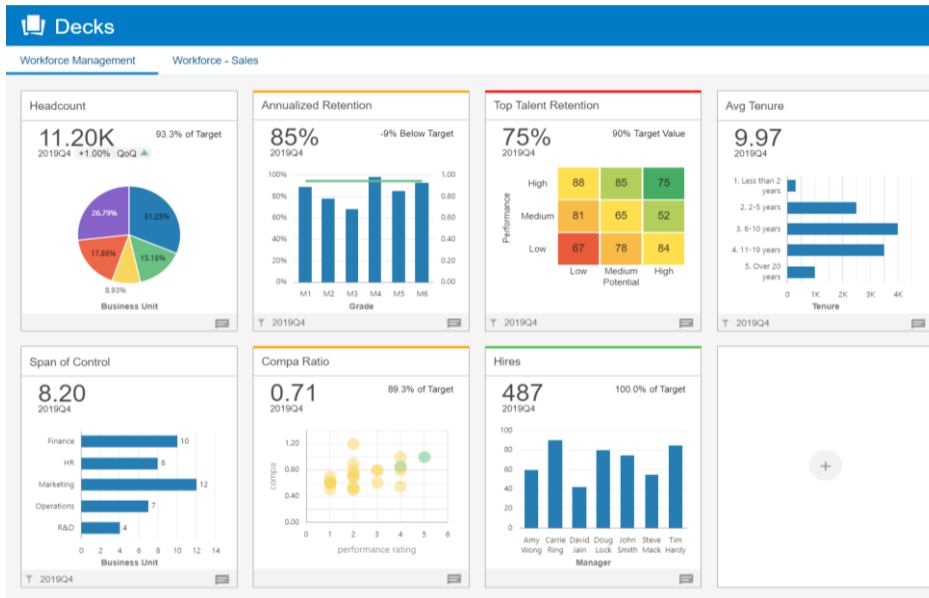 Decks
Workforce Management Workforce - Sales
Headcount
11.20K 93.3% of Target
2019Q4 +1.00% QoQ
26.79% 31.25%
17.86% 15.18%
8.93%
Business Unit
Annualized Retention
85% -9% Below Target
2019Q4
100% 1.00
80% 0.80
60% 0.60
40% 0.40
20% 0.20
0% 0.00
M1 M2 M3 M4 M5 M6
Grade
2019Q4
Top Talent Retention
75% 90% Target Value
2019Q4
Performance
High 88 85 75
Medium 81 65 52
Low 67 78 84
Low Medium High
Potential
2019Q4
Avg Tenure
9.97
2019Q4
1. Less than 2
years
2. 2-5 years
3. 6-10 years
4. 11-19 years
5. Over 20
years
0 1K 2K 3K 4K
Tenure
2019Q4
Span of Control
8.20
2019Q4
Finance 10
HR 8
Marketing 12
Operations 7
R&D 4
0 2 4 6 8 10 12 14
Business Unit
2019Q4
Compa Ratio
0.71 89.3% of Target
2019Q4
compa
1.20
0.80
0.40
0.00
0 1 2 3 4 5 6
performance rating
Hires
487 100.0% of Target
2019Q4
100
80
60
40
20
0
Amy Carrie David Doug John Steve Tim
Wong Ring Jain Lock Smith Mack Hardy
Manager